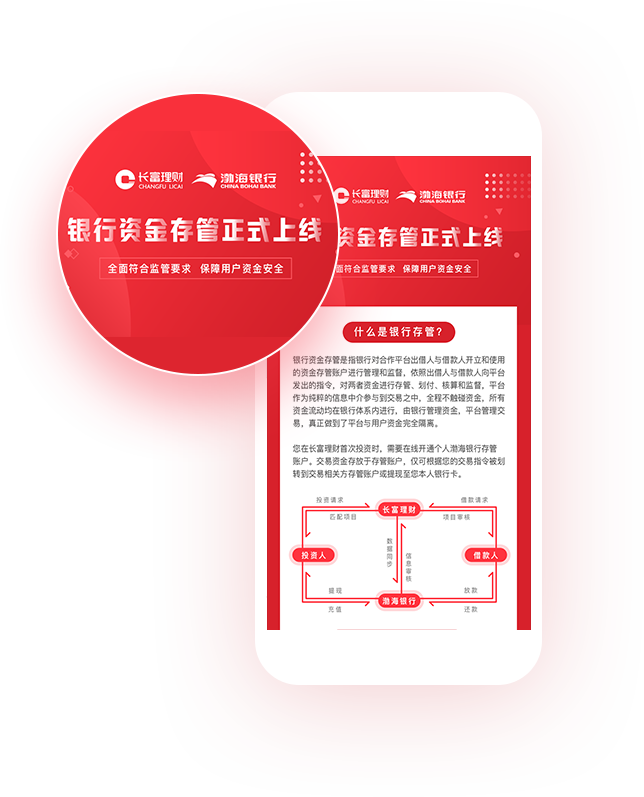 长富理财
CHANGFU LICAI
渤海银行
CHINA BOHAI BANK
银行资金存管正式上线
全面符合监管要求 保障用户资金安全
长富理财
CHANGFU LICAI
渤海银行
CHINA BOHAI BANK
资金存管正式上线
面符合监管要求 保障用户资金安全
什么是银行存管?
银行资金存管是指银行对合作平台出借人与借款人开立和使用
的资金存管账户进行管理和监督,依照出借人与借款人向平台
发出的指令,对两者资金进行存管、划付、核算和监督,平台
作为纯粹的信息中介参与到交易之中,全程不触碰资金,所有
资金流动均在银行体系内进行,由银行管理资金,平台管理交
易,真正做到了平台与用户资金完全隔离。
您在长富理财首次投资时,需要在线开通个人渤海银行存管
账户。交易资金存放于存管账户,仅可根据您的交易指令被划
转到交易相关方存管账户或提现至您本人银行卡。
投资请求
借款请求
长富理财
匹配项目
项目审核
数据同步
信息审核
投资人
借款人
提现
放款
渤海银行
充值
还款